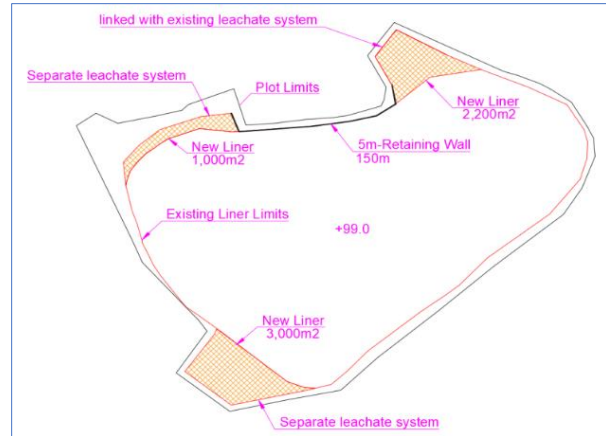 linked with existing leachate system
Separate leachate system
Plot Limits
New Liner
2,200m2
New Liner
1,000m2
5m-Retaining Wall
150m
Existing Liner Limits
+99.0
New Liner
3,000m2
Separate leachate system